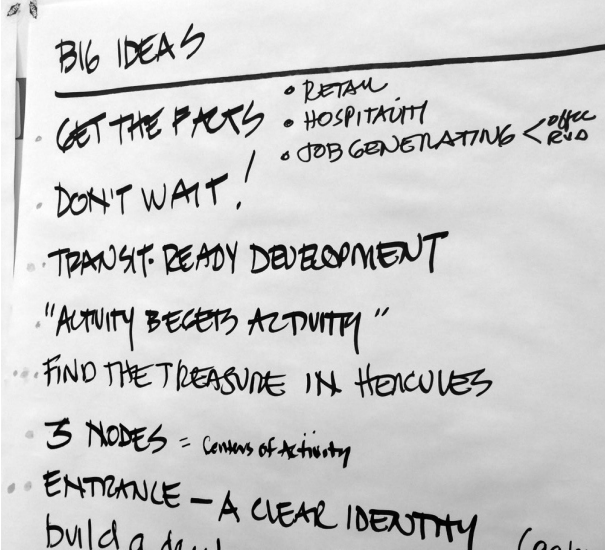 BIG IDEAS
• GET THE FACTS
• RETAIL
• HOSPITALITY
• JOB GENERATING < office R&D
• DON'T WAIT!
• TRANSIT-READY DEVELOPMENT
• "ACTIVITY BEGETS ACTIVITY"
• FIND THE TREASURE IN HERCULES
• 3 NODES = Centers of Activity
• ENTRANCE — A CLEAR IDENTITY
build a